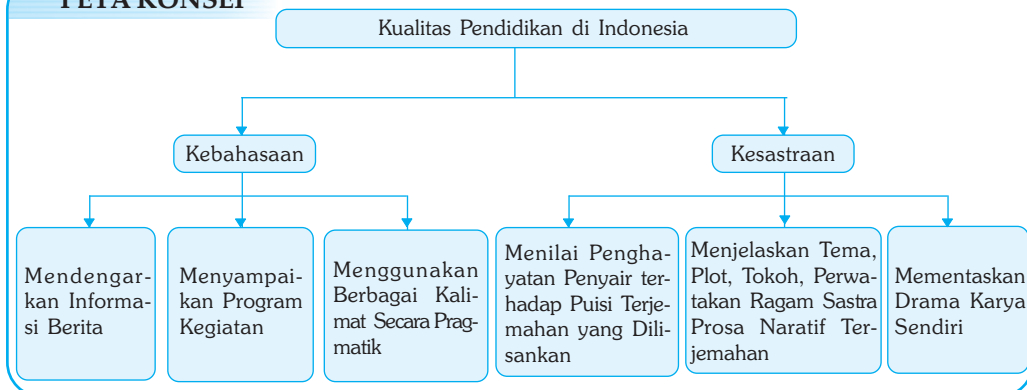 PETA KONSEP
Kualitas Pendidikan di Indonesia
Kebahasaan
Kesastraan
Mendengar-
kan Informa-
si Berita
Menyampai-
kan Program
Kegiatan
Menggunakan
Berbagai Kali-
mat Secara Prag-
matik
Menilai Pengha-
yatan Penyair ter-
hadap Puisi Terje-
mahan yang Dili-
sankan
Menjelaskan Tema,
Plot, Tokoh, Perwa-
takan Ragam Sastra
Prosa Naratif Ter-
jemahan
Mementaskan
Drama Karya
Sendiri